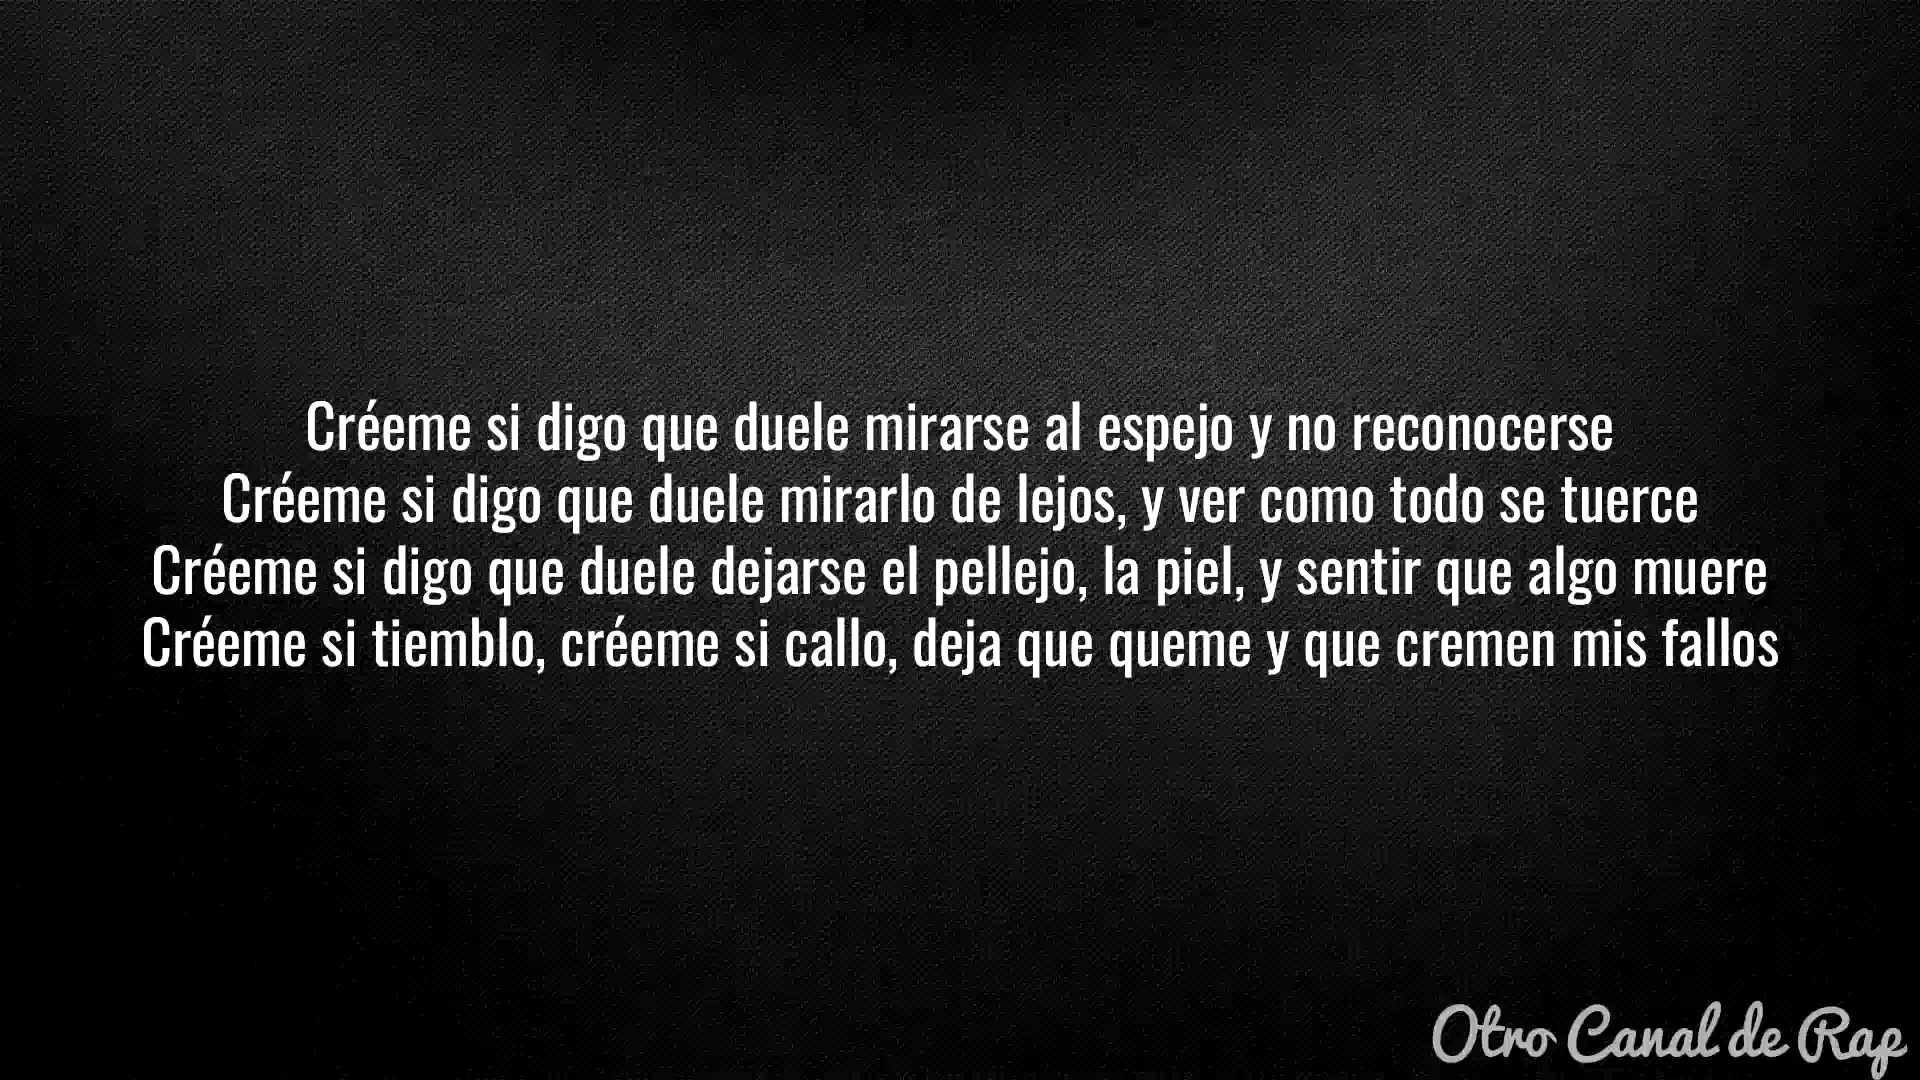 Créeme si digo que duele mirarse al espejo y no reconocerse
Créeme si digo que duele mirarlo de lejos, y ver como todo se tuerce
Créeme si digo que duele dejarse el pellejo, la piel, y sentir que algo muere
Créeme si tiemblo, créeme si callo, deja que queme y que cremen mis fallos
Otro Canal de Rap